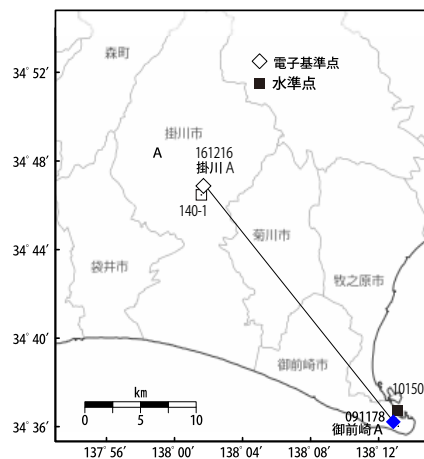 34˚ 52'
34˚ 48'
34˚ 44'
34˚ 40'
34˚ 36'
森町
電子基準点
水準点
掛川市
A
161216
掛川 A
140-1
菊川市
袋井市
牧之原市
御前崎市
10150
091178
御前崎 A
km
0 5 10
137˚ 56' 138˚ 00' 138˚ 04' 138˚ 08' 138˚ 12'